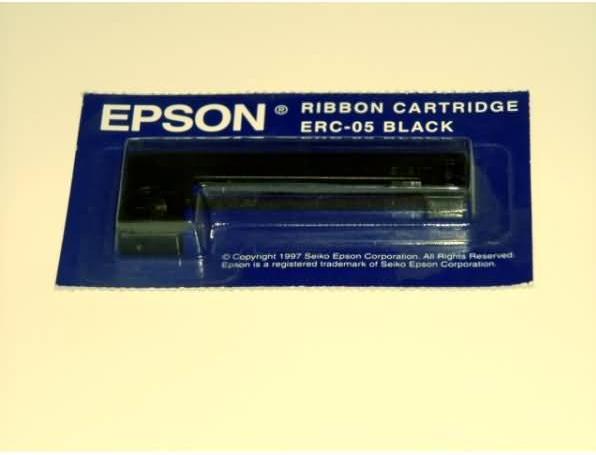 EPSON ® RIBBON CARTRIDGE
ERC-05 BLACK
© Copyright 1997 Seiko Epson Corporation. All Rights Reserved.
Epson is a registered trademark of Seiko Epson Corporation.